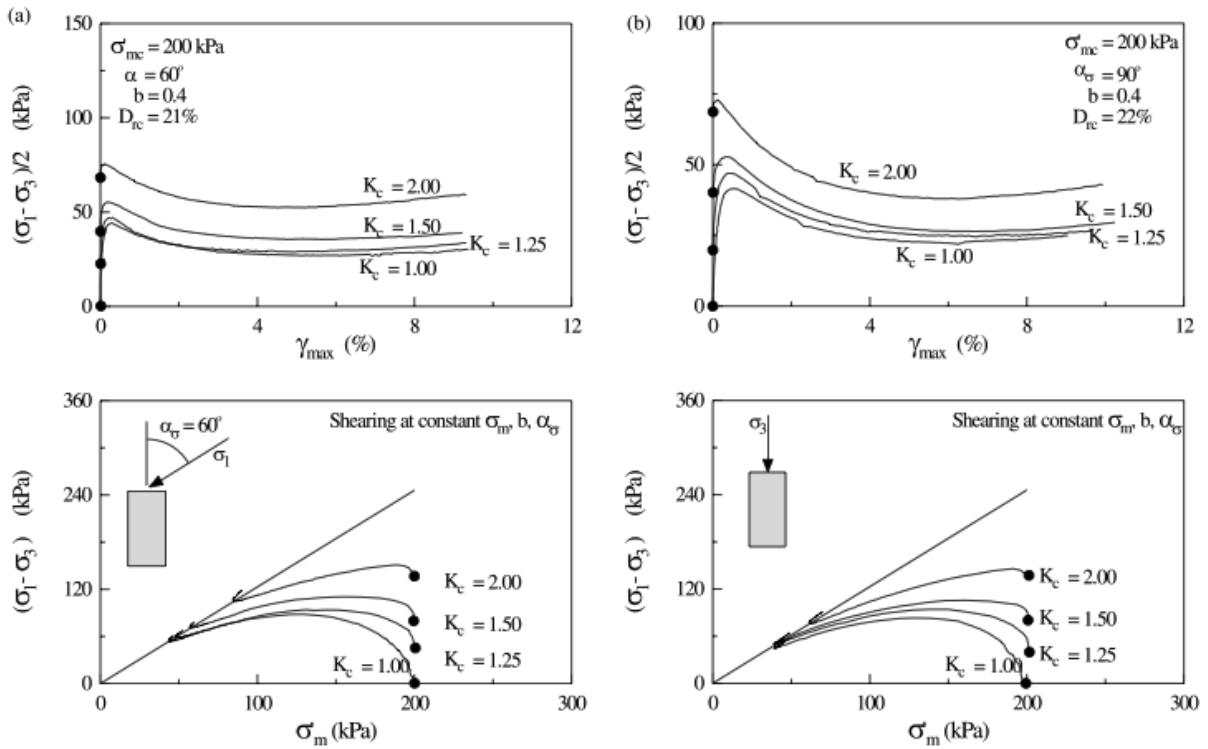 (a)
150
100
50
0
(σ₁- σ₃)/2 (kPa)
σ'mc = 200 kPa
α = 60°
b = 0.4
Drc = 21%
Kc = 2.00
Kc = 1.50
Kc = 1.25
Kc = 1.00
0 4 8 12
γmax (%)
(b)
100
50
0
(σ₁- σ₃)/2 (kPa)
σ'mc = 200 kPa
ασ = 90°
b = 0.4
Drc = 22%
Kc = 2.00
Kc = 1.50
Kc = 1.25
Kc = 1.00
0 4 8 12
γmax (%)
360
240
120
0
(σ₁- σ₃) (kPa)
Shearing at constant σm, b, ασ
ασ = 60°
σ₁
Kc = 2.00
Kc = 1.50
Kc = 1.25
Kc = 1.00
0 100 200 300
σ'm (kPa)
360
240
120
0
(σ₁- σ₃) (kPa)
Shearing at constant σm, b, ασ
σ₃
Kc = 2.00
Kc = 1.50
Kc = 1.25
Kc = 1.00
0 100 200 300
σ'm (kPa)